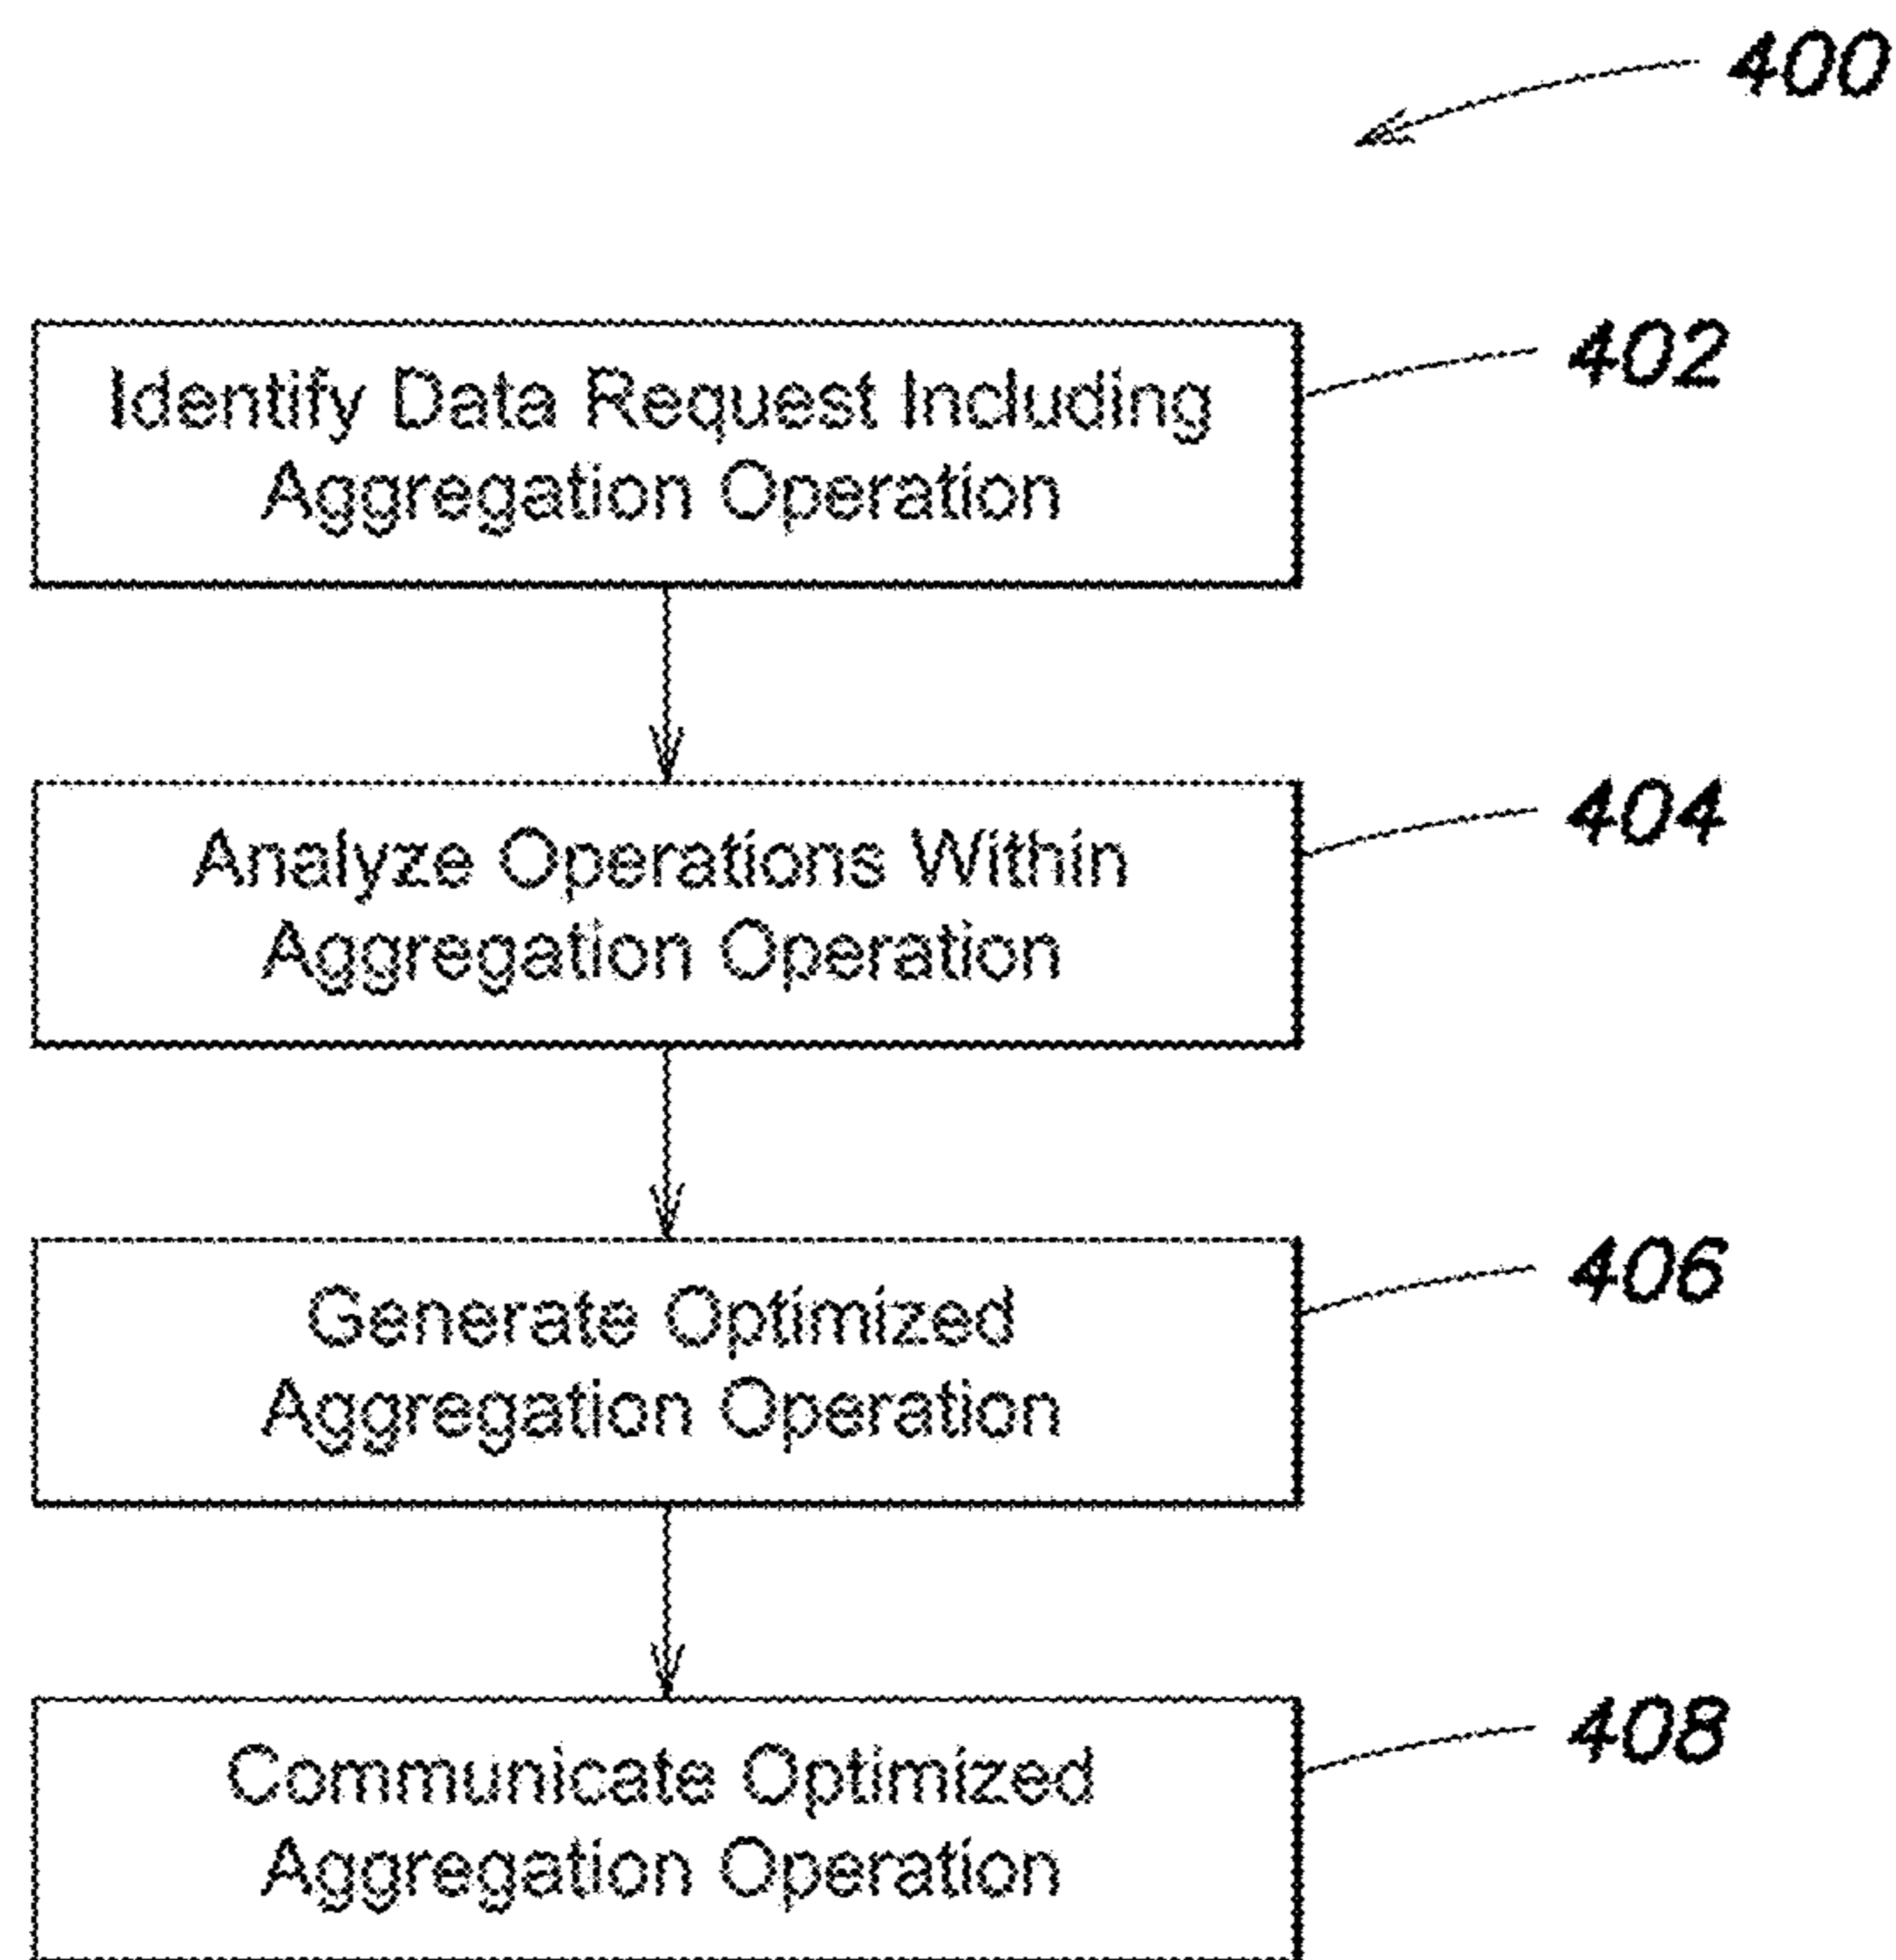 400
Identify Data Request Including
Aggregation Operation
402
Analyze Operations Within
Aggregation Operation
404
Generate Optimized
Aggregation Operation
406
Communicate Optimized
Aggregation Operation
408